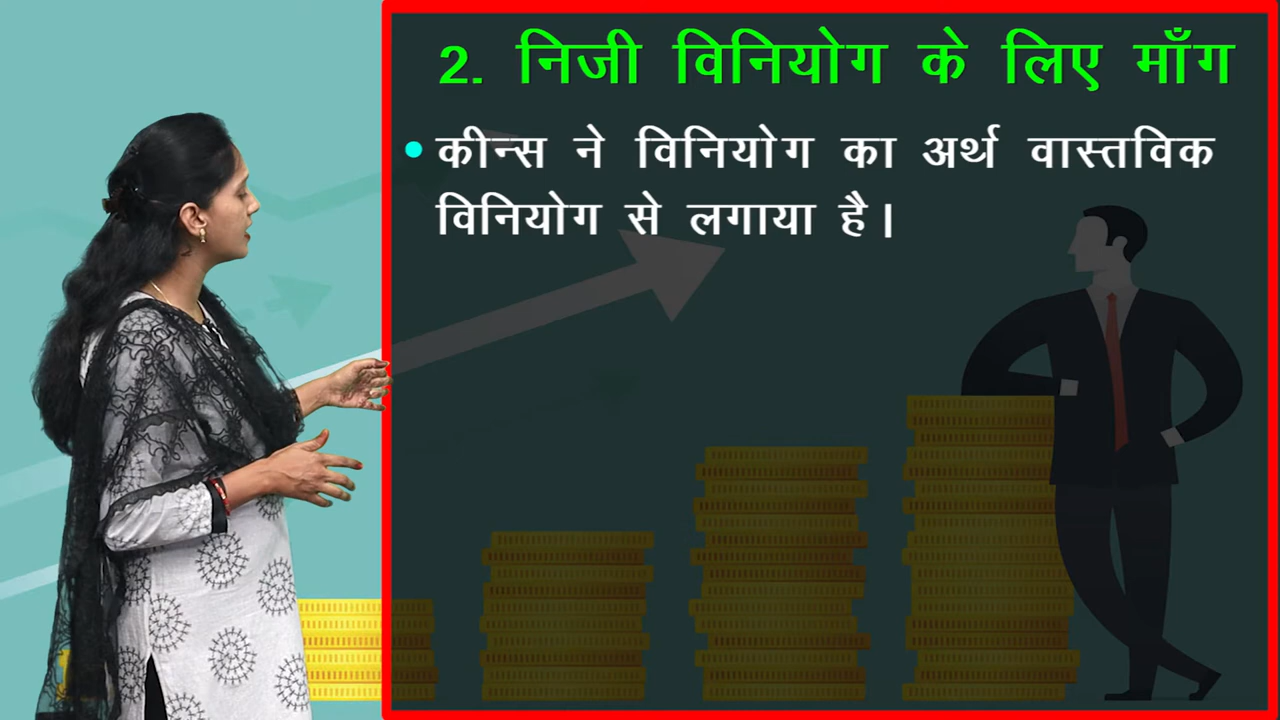 2. निजी विनियोग के लिए माँग
• कीन्स ने विनियोग का अर्थ वास्तविक
विनियोग से लगाया है।